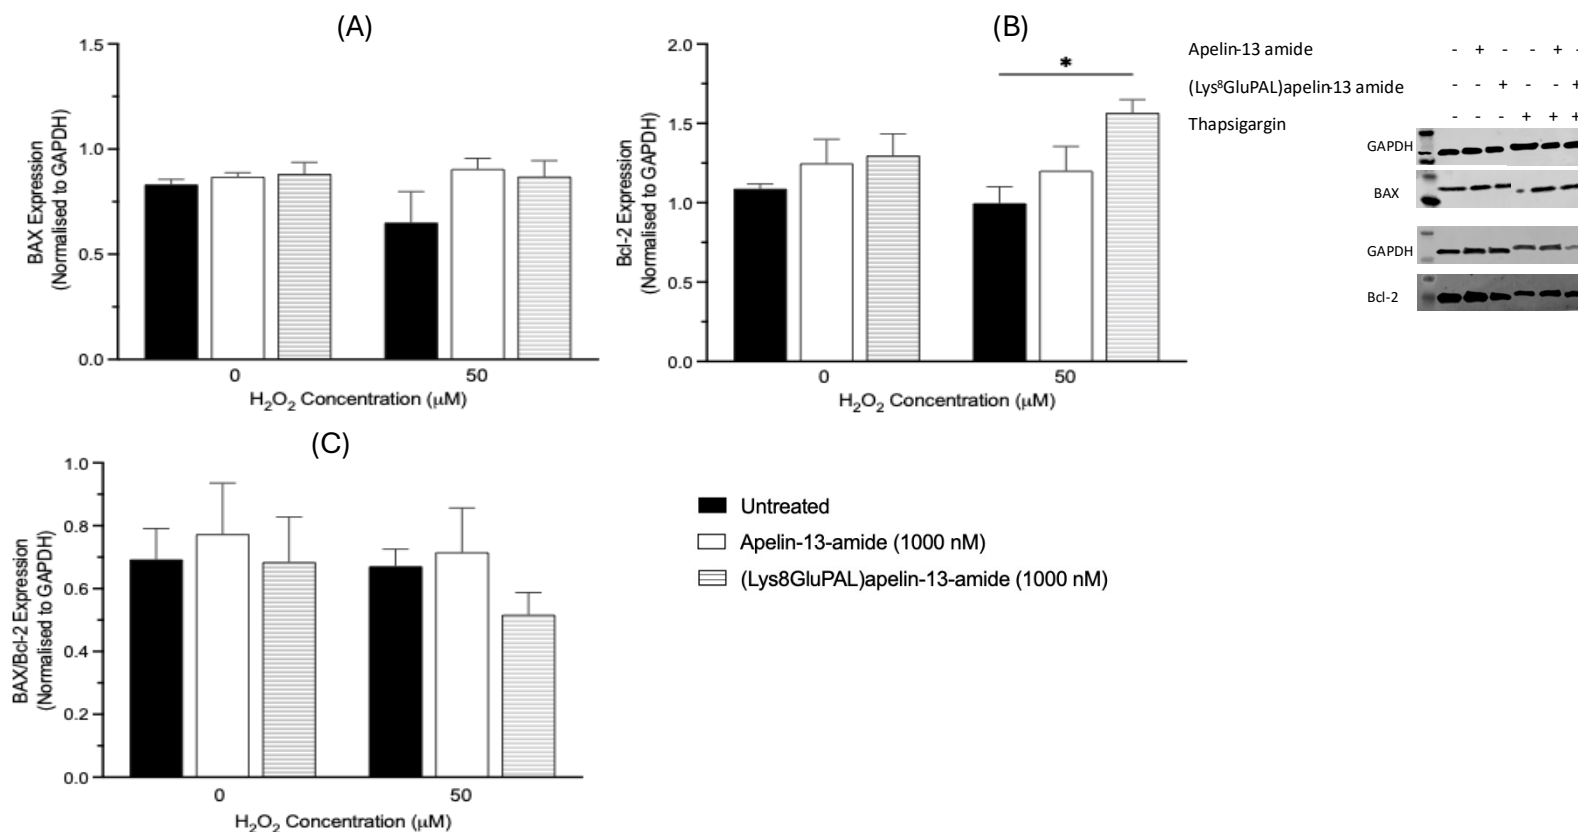 (A)
BAX Expression
(Normalised to GAPDH)
1.5
1.0
0.5
0.0
0 50
H₂O₂ Concentration (μM)
(B)
Bcl-2 Expression
(Normalised to GAPDH)
2.0
1.5
1.0
0.5
0.0
*
0 50
H₂O₂ Concentration (μM)
Apelin-13 amide - + - - + -
(Lys⁸GluPAL)apelin-13 amide - - + - - +
Thapsigargin - - - + + +
GAPDH
BAX
GAPDH
Bcl-2
(C)
BAX/Bcl-2 Expression
(Normalised to GAPDH)
1.0
0.8
0.6
0.4
0.2
0.0
0 50
H₂O₂ Concentration (μM)
Untreated
Apelin-13-amide (1000 nM)
(Lys8GluPAL)apelin-13-amide (1000 nM)